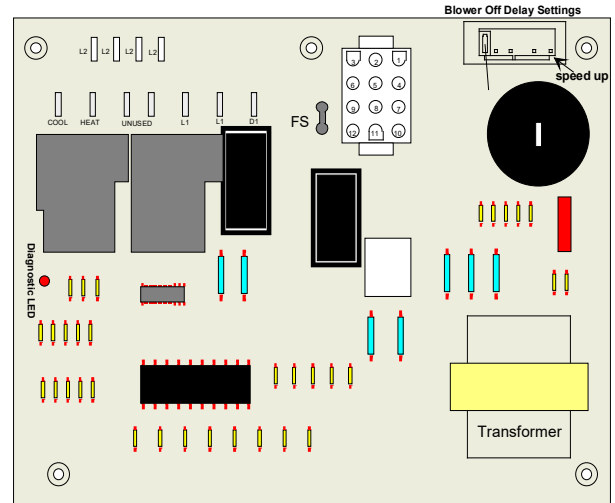 Blower Off Delay Settings
L2 L2 L2 L2
speed up
3 2 1
6 5 4
9 8 7
12 11 10
COOL HEAT UNUSED L1 L1 D1
FS
Diagnostic LED
Transformer